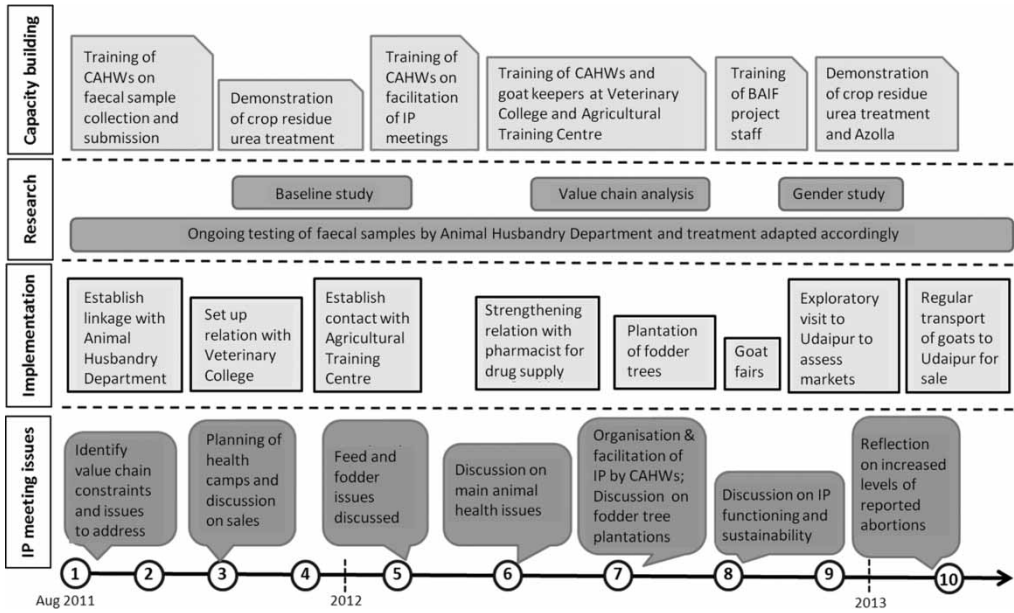 Capacity building
Training of
CAHWs on
faecal sample
collection and
submission
Demonstration
of crop residue
urea treatment
Training of
CAHWs on
facilitation
of IP
meetings
Training of CAHWs and
goat keepers at Veterinary
College and Agricultural
Training Centre
Training
of BAIF
project
staff
Demonstration
of crop residue
urea treatment
and Azolla
Research
Baseline study
Value chain analysis
Gender study
Ongoing testing of faecal samples by Animal Husbandry Department and treatment adapted accordingly
Implementation
Establish
linkage with
Animal
Husbandry
Department
Set up
relation with
Veterinary
College
Establish
contact with
Agricultural
Training
Centre
Strengthening
relation with
pharmacist for
drug supply
Plantation
of fodder
trees
Goat
fairs
Exploratory
visit to
Udaipur to
assess
markets
Regular
transport
of goats to
Udaipur for
sale
IP meeting issues
Identify
value chain
constraints
and issues
to address
Planning of
health
camps and
discussion
on sales
Feed and
fodder
issues
discussed
Discussion on
main animal
health issues
Organisation &
facilitation of
IP by CAHWs;
Discussion on
fodder tree
plantations
Discussion on IP
functioning and
sustainability
Reflection
on increased
levels of
reported
abortions
1
2
3
4
5
6
7
8
9
10
Aug 2011
2012
2013